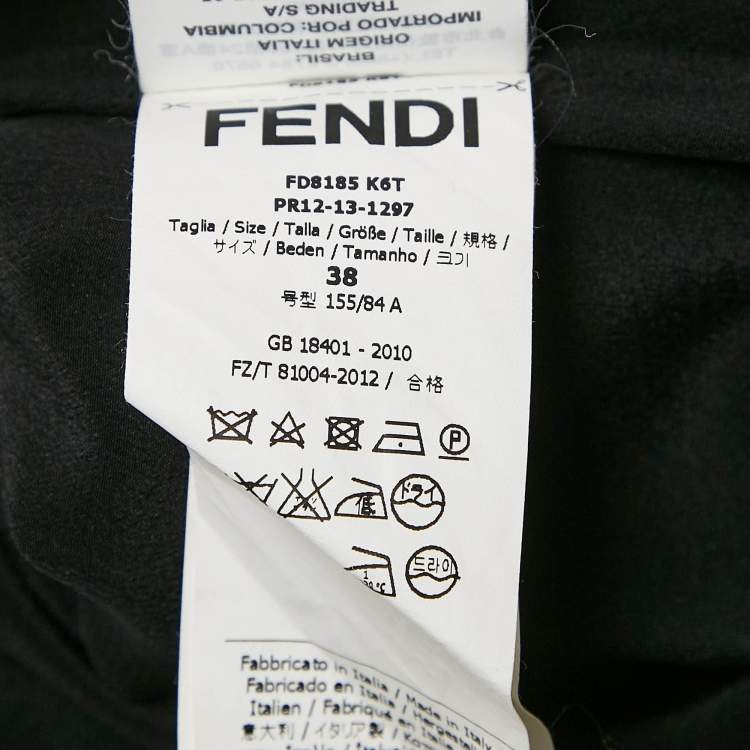 BRASIL:
ORIGEM ITALIA
IMPORTADO POR: COLUMBIA
TRADING S/A
FENDI
FD8185 K6T
PR12-13-1297
Taglia / Size / Talla / Größe / Taille / 規格 /
サイズ / Beden / Tamanho / 크기
38
号型 155/84 A
GB 18401 - 2010
FZ/T 81004-2012 / 合格
P
低 ドライ
드라이
Fabbricato in Italia / Made in
Fabricado en Italia / Hergestellt
Italien / Fabriqué en Italie /
意大利 / イタリア製 /